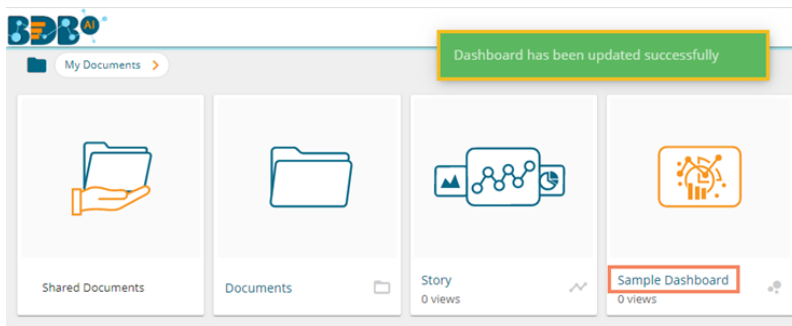 BDB AI
Dashboard has been updated successfully
My Documents >
Shared Documents
Documents
Story
0 views
Sample Dashboard
0 views